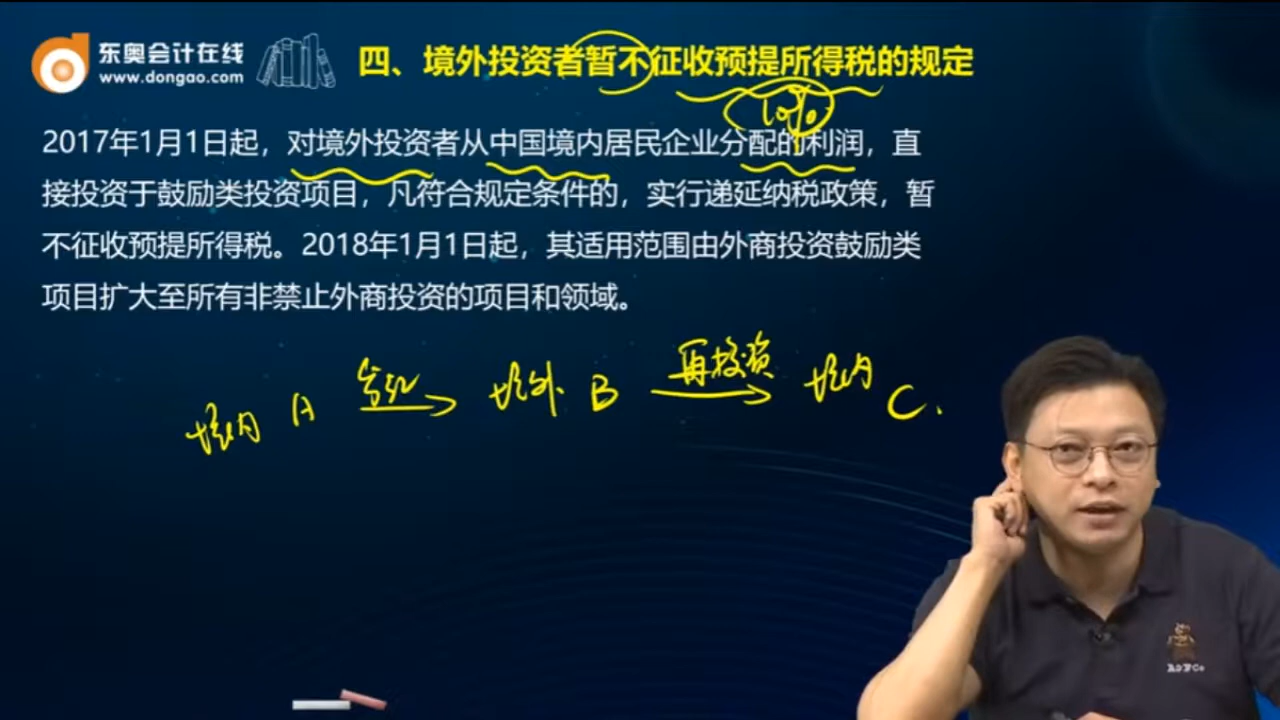 东奥会计在线
www.dongao.com
四、境外投资者暂不征收预提所得税的规定
10%
2017年1月1日起，对境外投资者从中国境内居民企业分配的利润，直
接投资于鼓励类投资项目，凡符合规定条件的，实行递延纳税政策，暂
不征收预提所得税。2018年1月1日起，其适用范围由外商投资鼓励类
项目扩大至所有非禁止外商投资的项目和领域。
境内 A 分红 境外 B 再投资 境内 C.